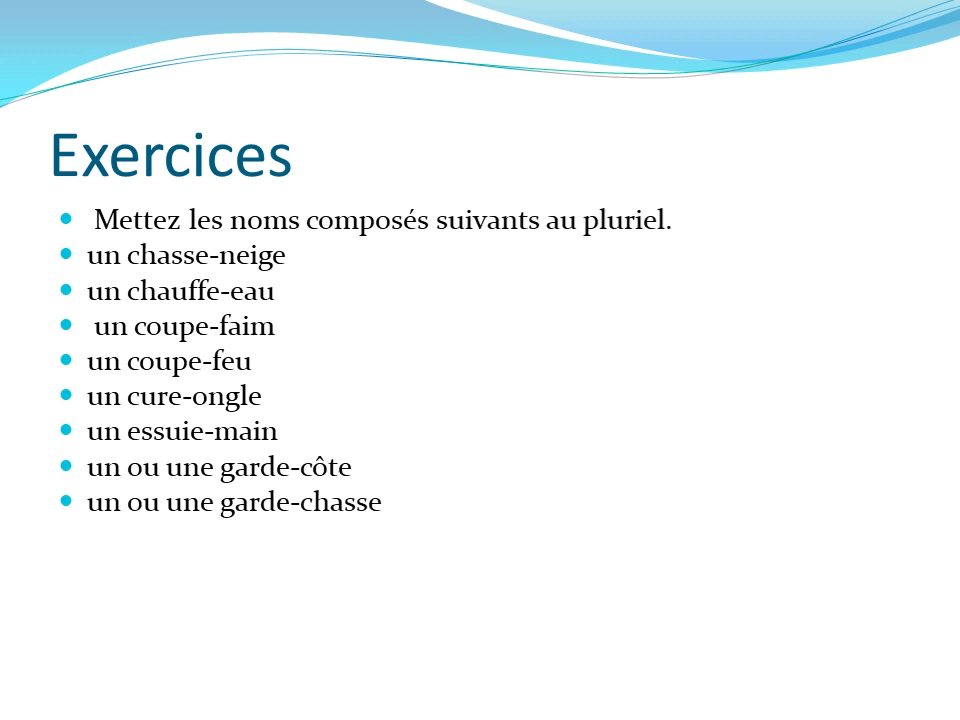 Exercices
Mettez les noms composés suivants au pluriel.
un chasse-neige
un chauffe-eau
un coupe-faim
un coupe-feu
un cure-ongle
un essuie-main
un ou une garde-côte
un ou une garde-chasse